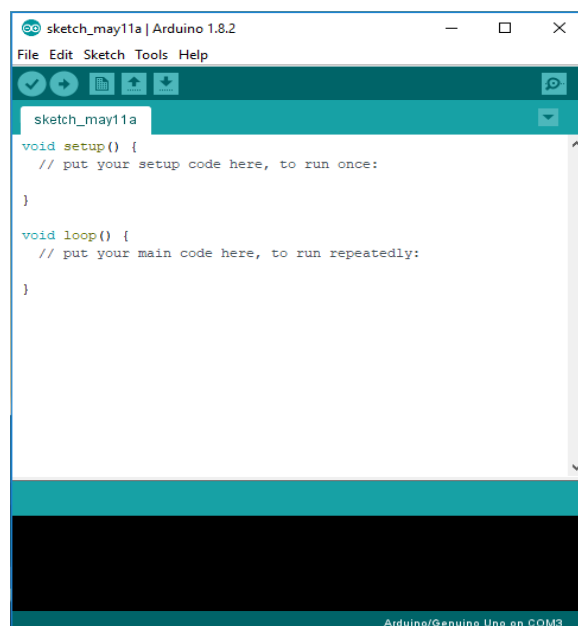 sketch_may11a | Arduino 1.8.2
File Edit Sketch Tools Help
sketch_may11a
void setup() {
  // put your setup code here, to run once:
}
void loop() {
  // put your main code here, to run repeatedly:
}
Arduino/Genuino Uno on COM3